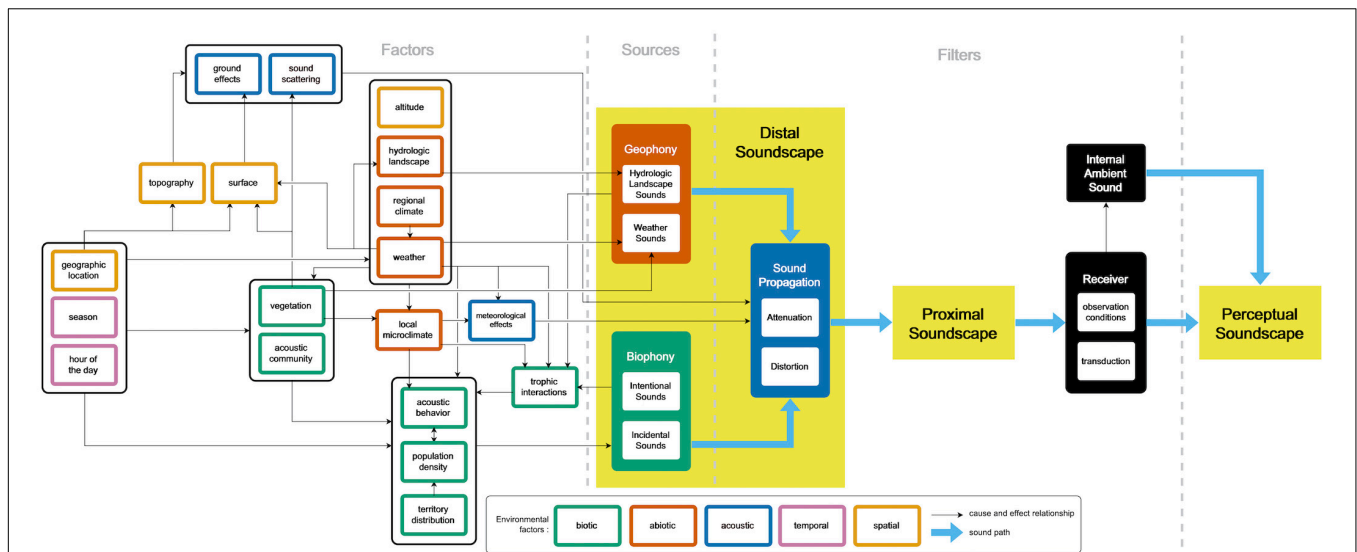 Factors
Sources
Filters
ground
effects
sound
scattering
altitude
hydrologic
landscape
regional
climate
weather
topography
surface
geographic
location
season
hour of
the day
vegetation
acoustic
community
local
microclimate
meteorological
effects
trophic
interactions
acoustic
behavior
population
density
territory
distribution
Geophony
Hydrologic
Landscape
Sounds
Weather
Sounds
Biophony
Intentional
Sounds
Incidental
Sounds
Distal
Soundscape
Sound
Propagation
Attenuation
Distortion
Proximal
Soundscape
Internal
Ambient
Sound
Receiver
observation
conditions
transduction
Perceptual
Soundscape
Environmental
factors :
biotic
abiotic
acoustic
temporal
spatial
cause and effect relationship
sound path